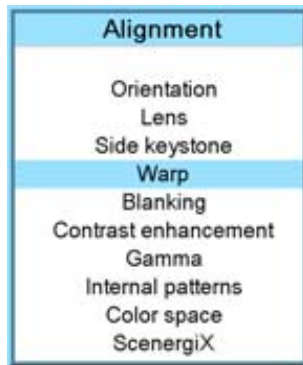 Alignment
Orientation
Lens
Side keystone
Warp
Blanking
Contrast enhancement
Gamma
Internal patterns
Color space
ScenergiX